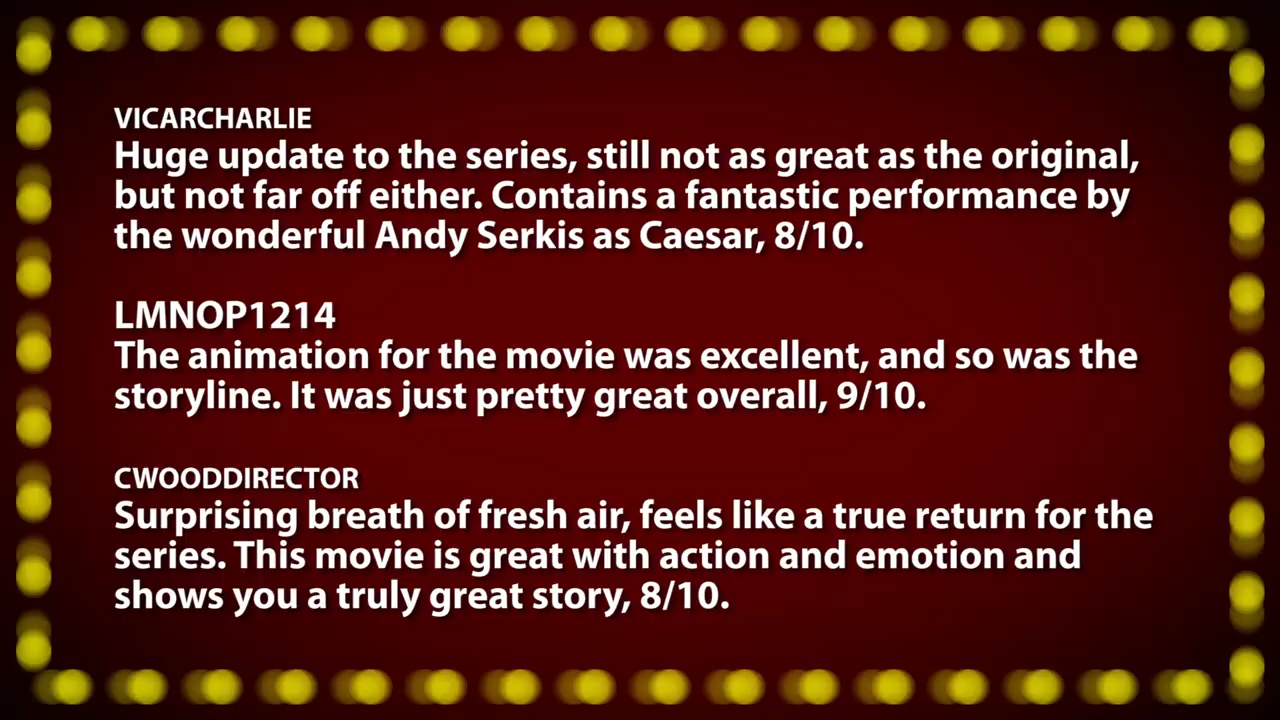 VICARCHARLIE
Huge update to the series, still not as great as the original,
but not far off either. Contains a fantastic performance by
the wonderful Andy Serkis as Caesar, 8/10.
LMNOP1214
The animation for the movie was excellent, and so was the
storyline. It was just pretty great overall, 9/10.
CWOODDIRECTOR
Surprising breath of fresh air, feels like a true return for the
series. This movie is great with action and emotion and
shows you a truly great story, 8/10.